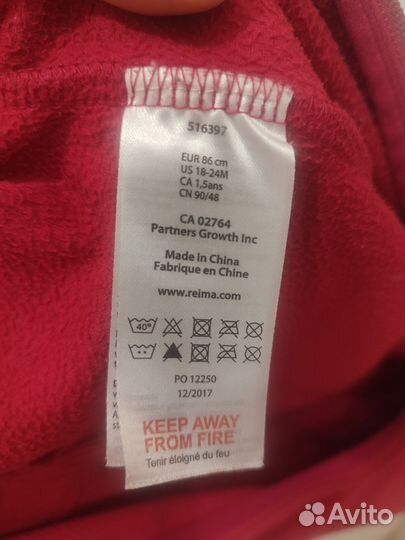 516397
EUR 86 cm
US 18-24M
CA 1,5ans
CN 90/48
CA 02764
Partners Growth Inc
Made in China
Fabrique en Chine
www.reima.com
40°
PO 12250
12/2017
KEEP AWAY
FROM FIRE
Tenir éloigné du feu
Avito